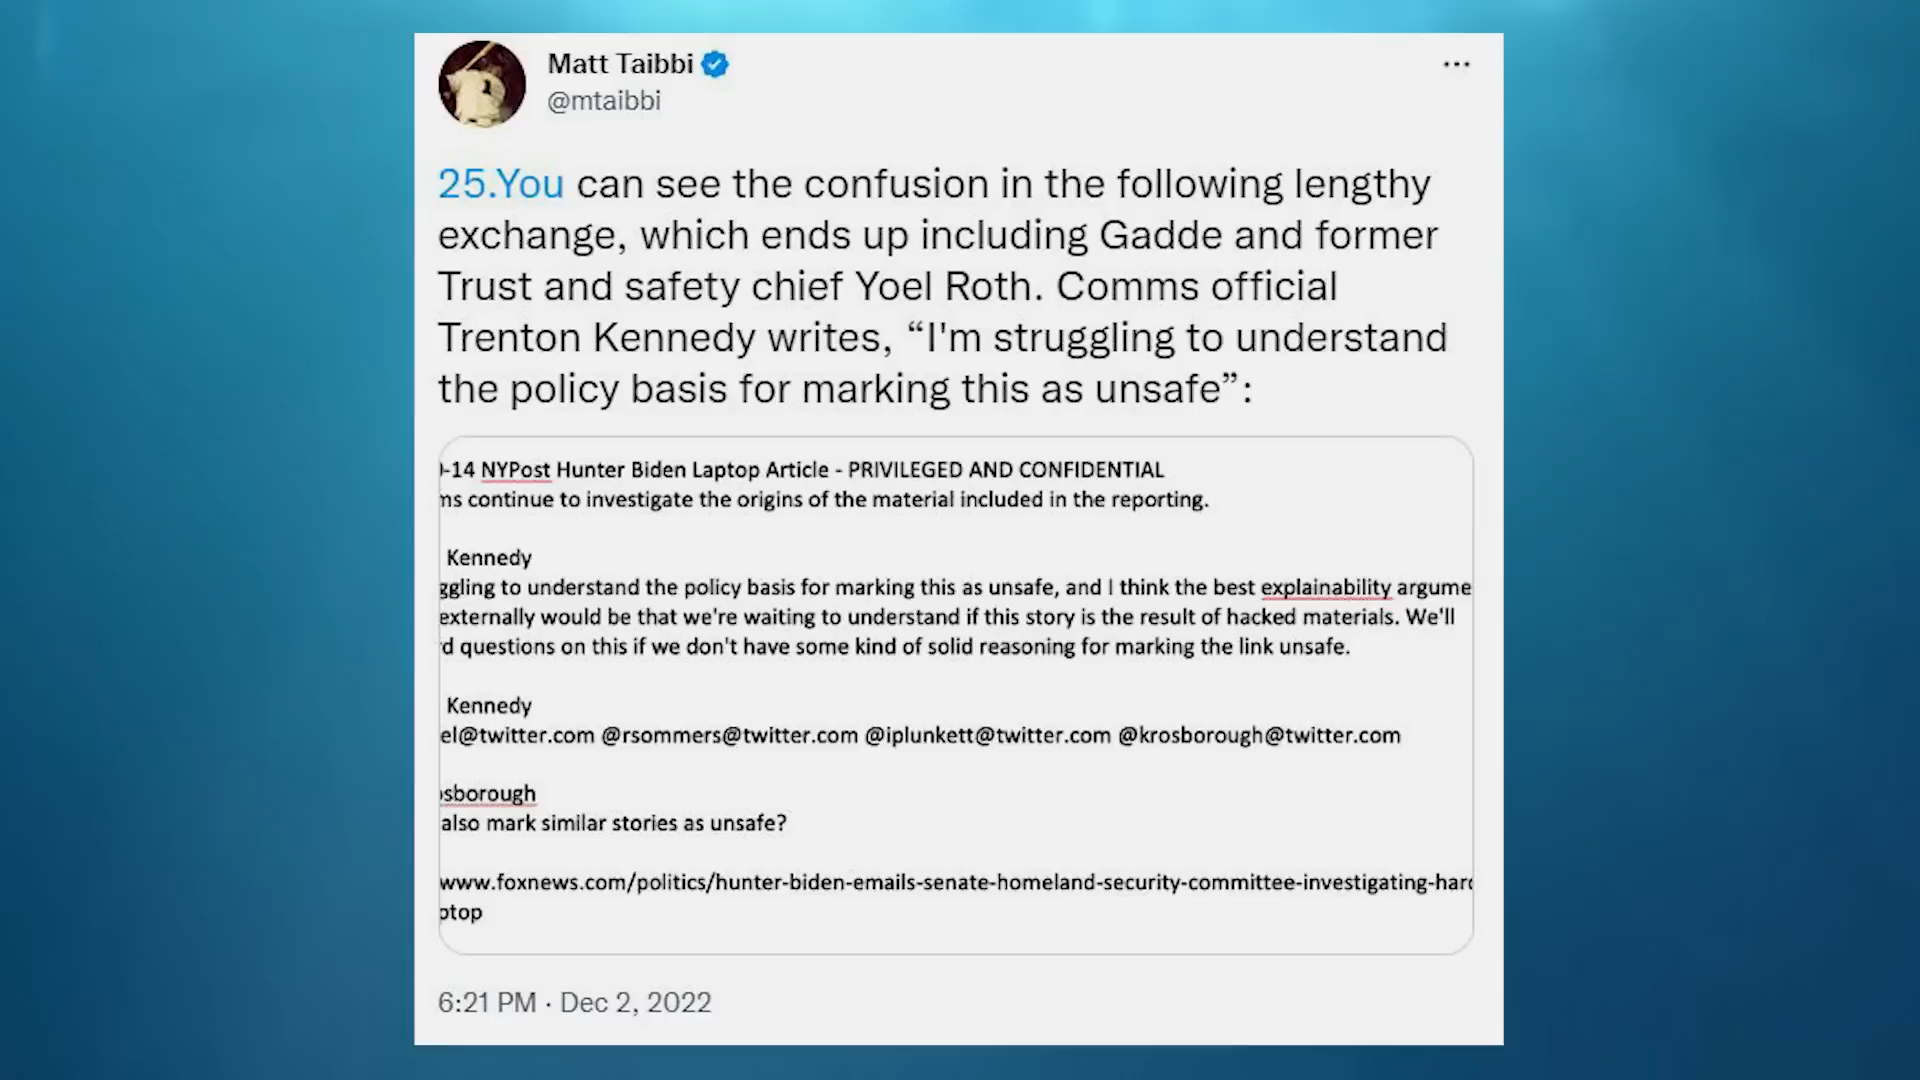 Matt Taibbi
@mtaibbi
25.You can see the confusion in the following lengthy
exchange, which ends up including Gadde and former
Trust and safety chief Yoel Roth. Comms official
Trenton Kennedy writes, “I'm struggling to understand
the policy basis for marking this as unsafe”:
-14 NYPost Hunter Biden Laptop Article - PRIVILEGED AND CONFIDENTIAL
ms continue to investigate the origins of the material included in the reporting.
Kennedy
ggling to understand the policy basis for marking this as unsafe, and I think the best explainability argume
externally would be that we're waiting to understand if this story is the result of hacked materials. We'll
d questions on this if we don't have some kind of solid reasoning for marking the link unsafe.
Kennedy
el@twitter.com @rsommers@twitter.com @iplunkett@twitter.com @krosborough@twitter.com
sborough
also mark similar stories as unsafe?
www.foxnews.com/politics/hunter-biden-emails-senate-homeland-security-committee-investigating-hard
ptop
6:21 PM · Dec 2, 2022